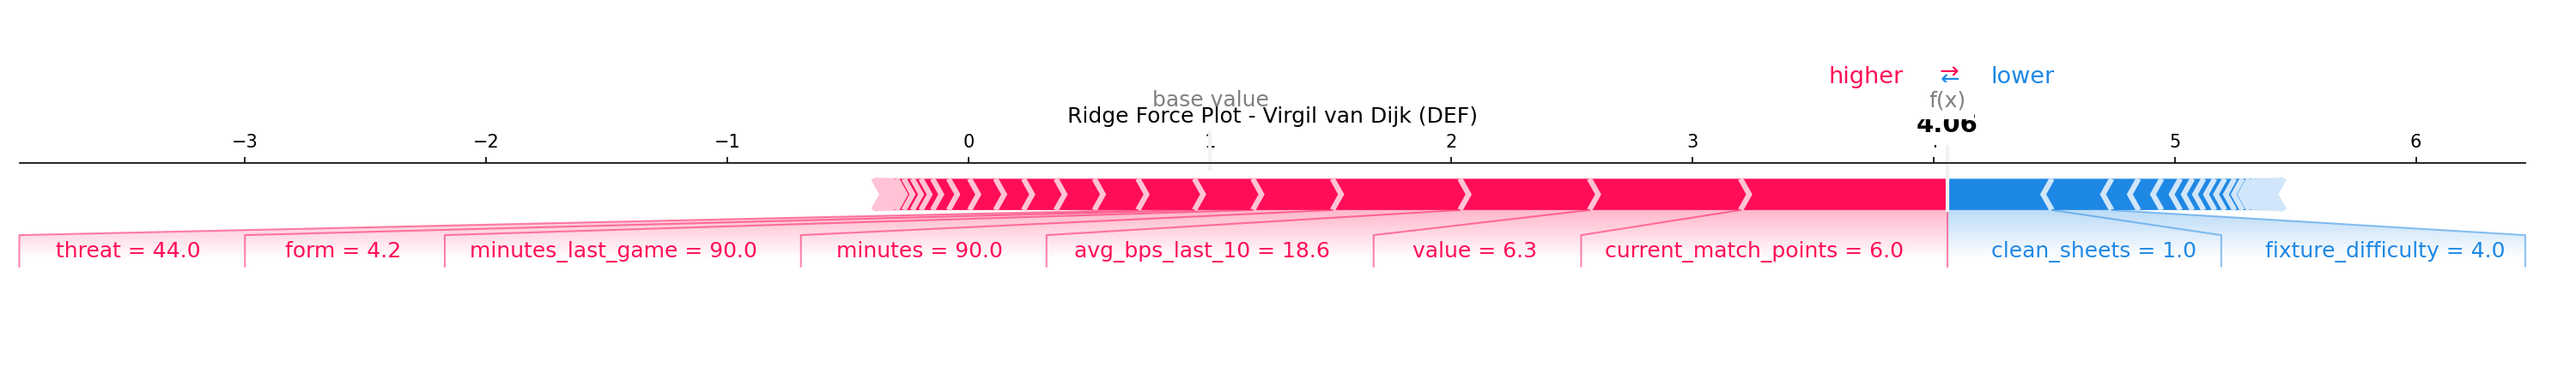 higher ⇄ lower
base value
f(x)
Ridge Force Plot - Virgil van Dijk (DEF)
4.06
−3 −2 −1 0 1 2 3 5 6
threat = 44.0 form = 4.2 minutes_last_game = 90.0 minutes = 90.0 avg_bps_last_10 = 18.6 value = 6.3 current_match_points = 6.0 clean_sheets = 1.0 fixture_difficulty = 4.0